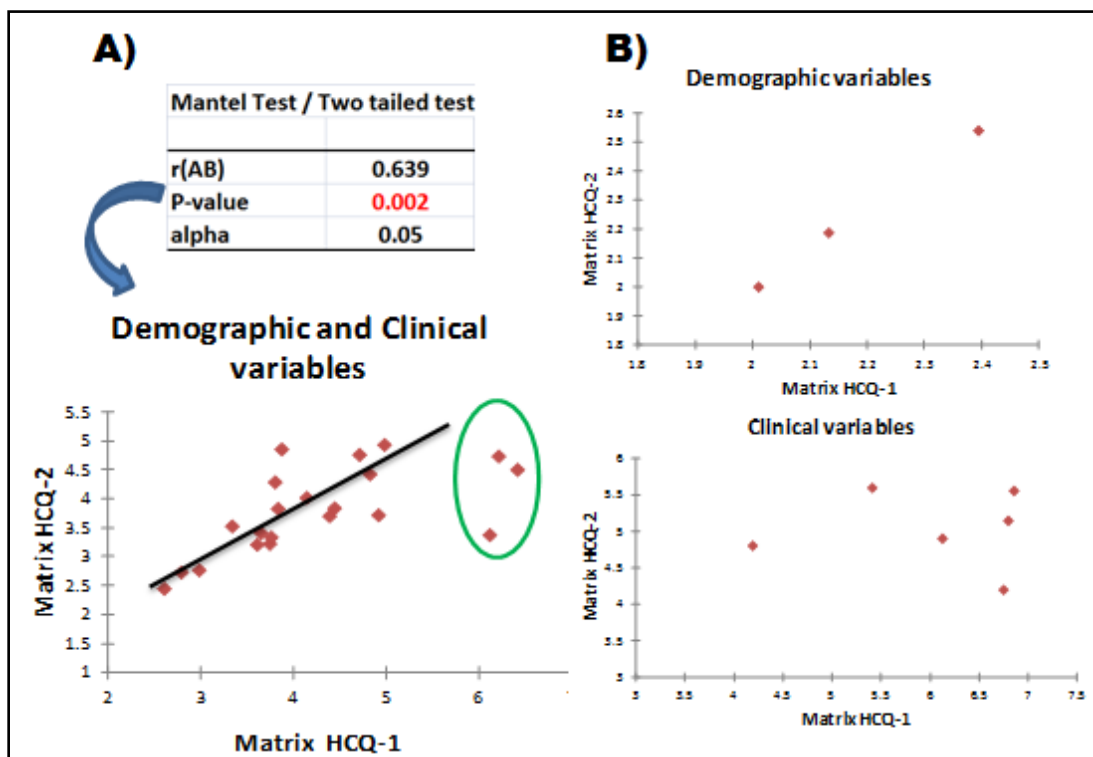 A)
Mantel Test / Two tailed test
r(AB) 0.639
P-value 0.002
alpha 0.05
Demographic and Clinical
variables
Matrix HCQ-2
5.5
5
4.5
4
3.5
3
2.5
2
1.5
1
2 3 4 5 6
Matrix HCQ-1
B)
Demographic variables
Matrix HCQ-2
2.6
2.5
2.4
2.3
2.2
2.1
2
1.9
1.8
1.8 1.9 2 2.1 2.2 2.3 2.4 2.5
Matrix HCQ-1
Clinical variables
Matrix HCQ-2
6
5.5
5
4.5
4
3.5
3
3 3.5 4 4.5 5 5.5 6 6.5 7 7.5
Matrix HCQ-1